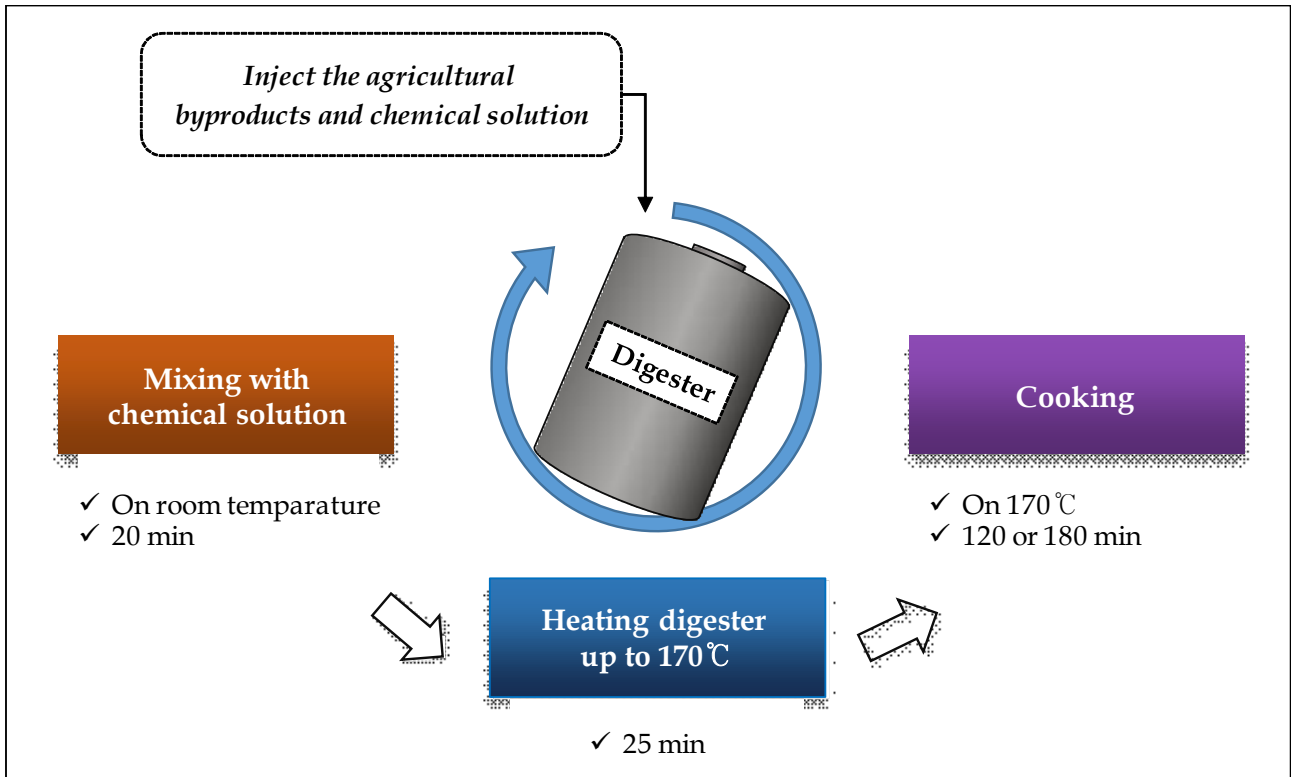 Inject the agricultural
byproducts and chemical solution
Digester
Mixing with
chemical solution
✓ On room temparature
✓ 20 min
Heating digester
up to 170℃
✓ 25 min
Cooking
✓ On 170℃
✓ 120 or 180 min